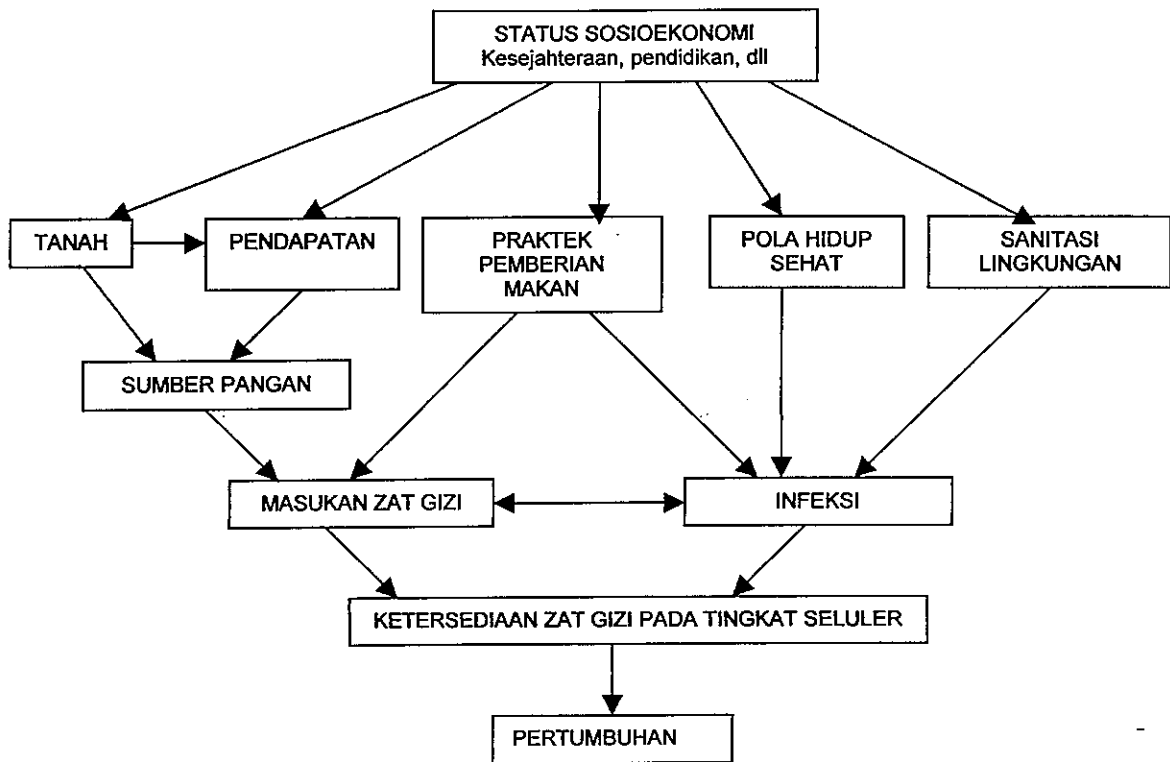 STATUS SOSIOEKONOMI
Kesejahteraan, pendidikan, dll
TANAH
PENDAPATAN
PRAKTEK
PEMBERIAN
MAKAN
POLA HIDUP
SEHAT
SANITASI
LINGKUNGAN
SUMBER PANGAN
MASUKAN ZAT GIZI
INFEKSI
KETERSEDIAAN ZAT GIZI PADA TINGKAT SELULER
PERTUMBUHAN